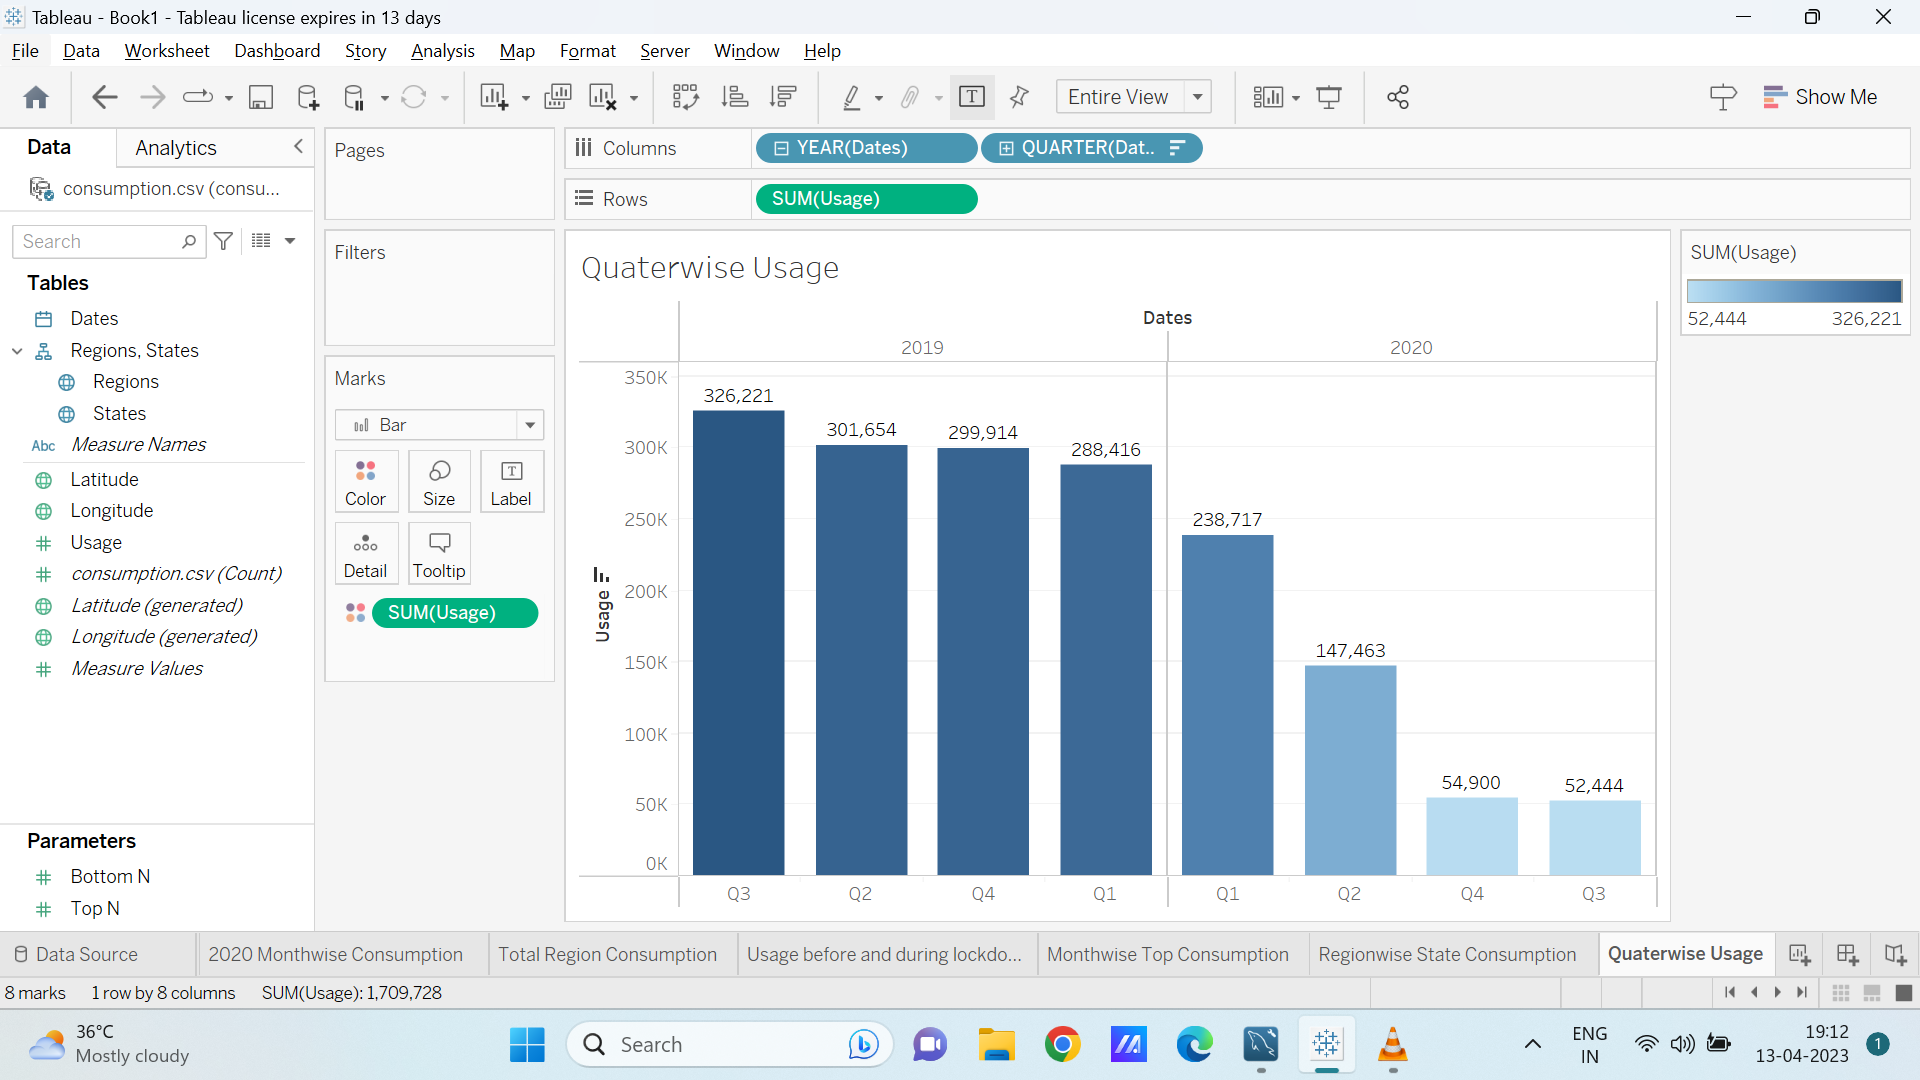 Tableau - Book1 - Tableau license expires in 13 days
File Data Worksheet Dashboard Story Analysis Map Format Server Window Help
Entire View
Show Me
Data Analytics
consumption.csv (consu...
Search
Tables
Dates
Regions, States
Regions
States
Abc Measure Names
Latitude
Longitude
Usage
consumption.csv (Count)
Latitude (generated)
Longitude (generated)
Measure Values
Parameters
Bottom N
Top N
Pages
Filters
Marks
Bar
Color Size Label
Detail Tooltip
SUM(Usage)
Columns YEAR(Dates) QUARTER(Dat..
Rows SUM(Usage)
Quaterwise Usage
Dates
2019 2020
Usage
350K
300K
250K
200K
150K
100K
50K
0K
326,221 301,654 299,914 288,416 238,717 147,463 54,900 52,444
Q3 Q2 Q4 Q1 Q1 Q2 Q4 Q3
SUM(Usage)
52,444 326,221
Data Source 2020 Monthwise Consumption Total Region Consumption Usage before and during lockdo... Monthwise Top Consumption Regionwise State Consumption Quaterwise Usage
8 marks 1 row by 8 columns SUM(Usage): 1,709,728
36°C
Mostly cloudy
Search
ENG
IN
19:12
13-04-2023
1